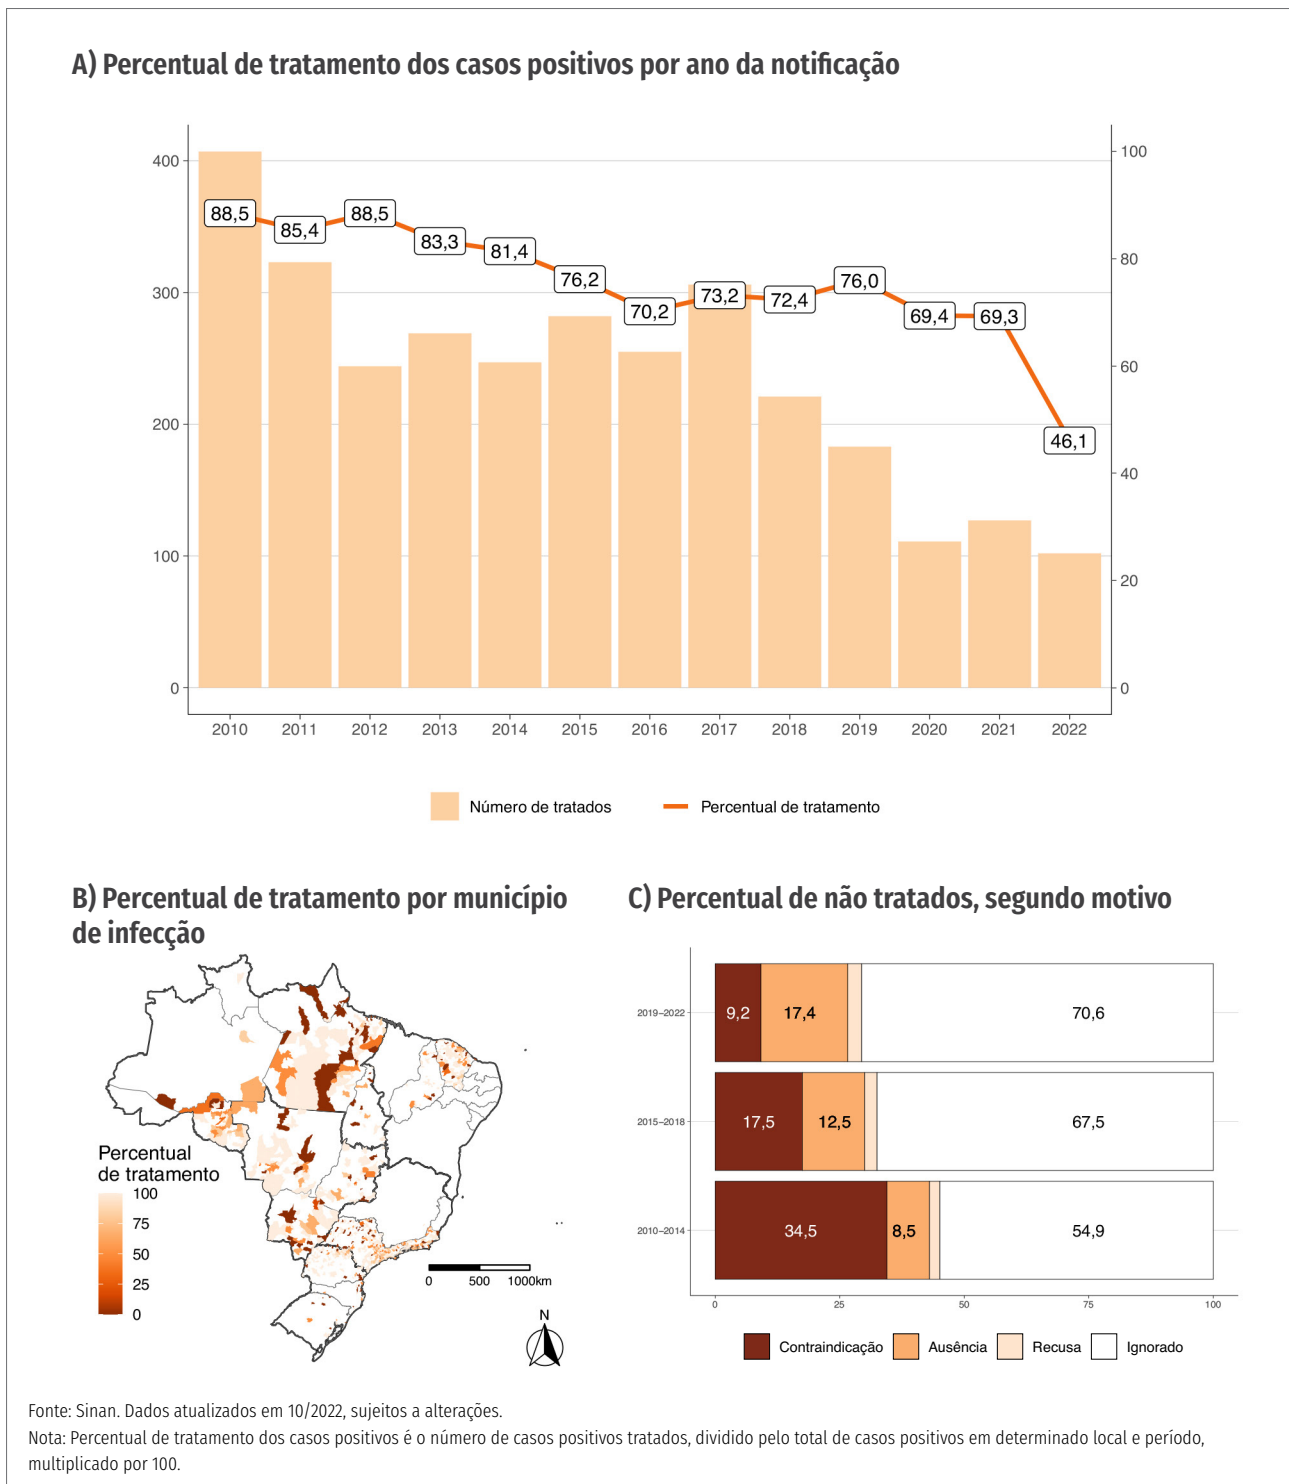 A) Percentual de tratamento dos casos positivos por ano da notificação
400
300
200
100
0
100
80
60
40
20
0
88,5
85,4
88,5
83,3
81,4
76,2
70,2
73,2
72,4
76,0
69,4
69,3
46,1
2010
2011
2012
2013
2014
2015
2016
2017
2018
2019
2020
2021
2022
Número de tratados
Percentual de tratamento
B) Percentual de tratamento por município
de infecção
Percentual
de tratamento
100
75
50
25
0
0 500 1000km
N
C) Percentual de não tratados, segundo motivo
2019–2022
9,2 17,4 70,6
2015–2018
17,5 12,5 67,5
2010–2014
34,5 8,5 54,9
0 25 50 75 100
Contraindicação Ausência Recusa Ignorado
Fonte: Sinan. Dados atualizados em 10/2022, sujeitos a alterações.
Nota: Percentual de tratamento dos casos positivos é o número de casos positivos tratados, dividido pelo total de casos positivos em determinado local e período,
multiplicado por 100.